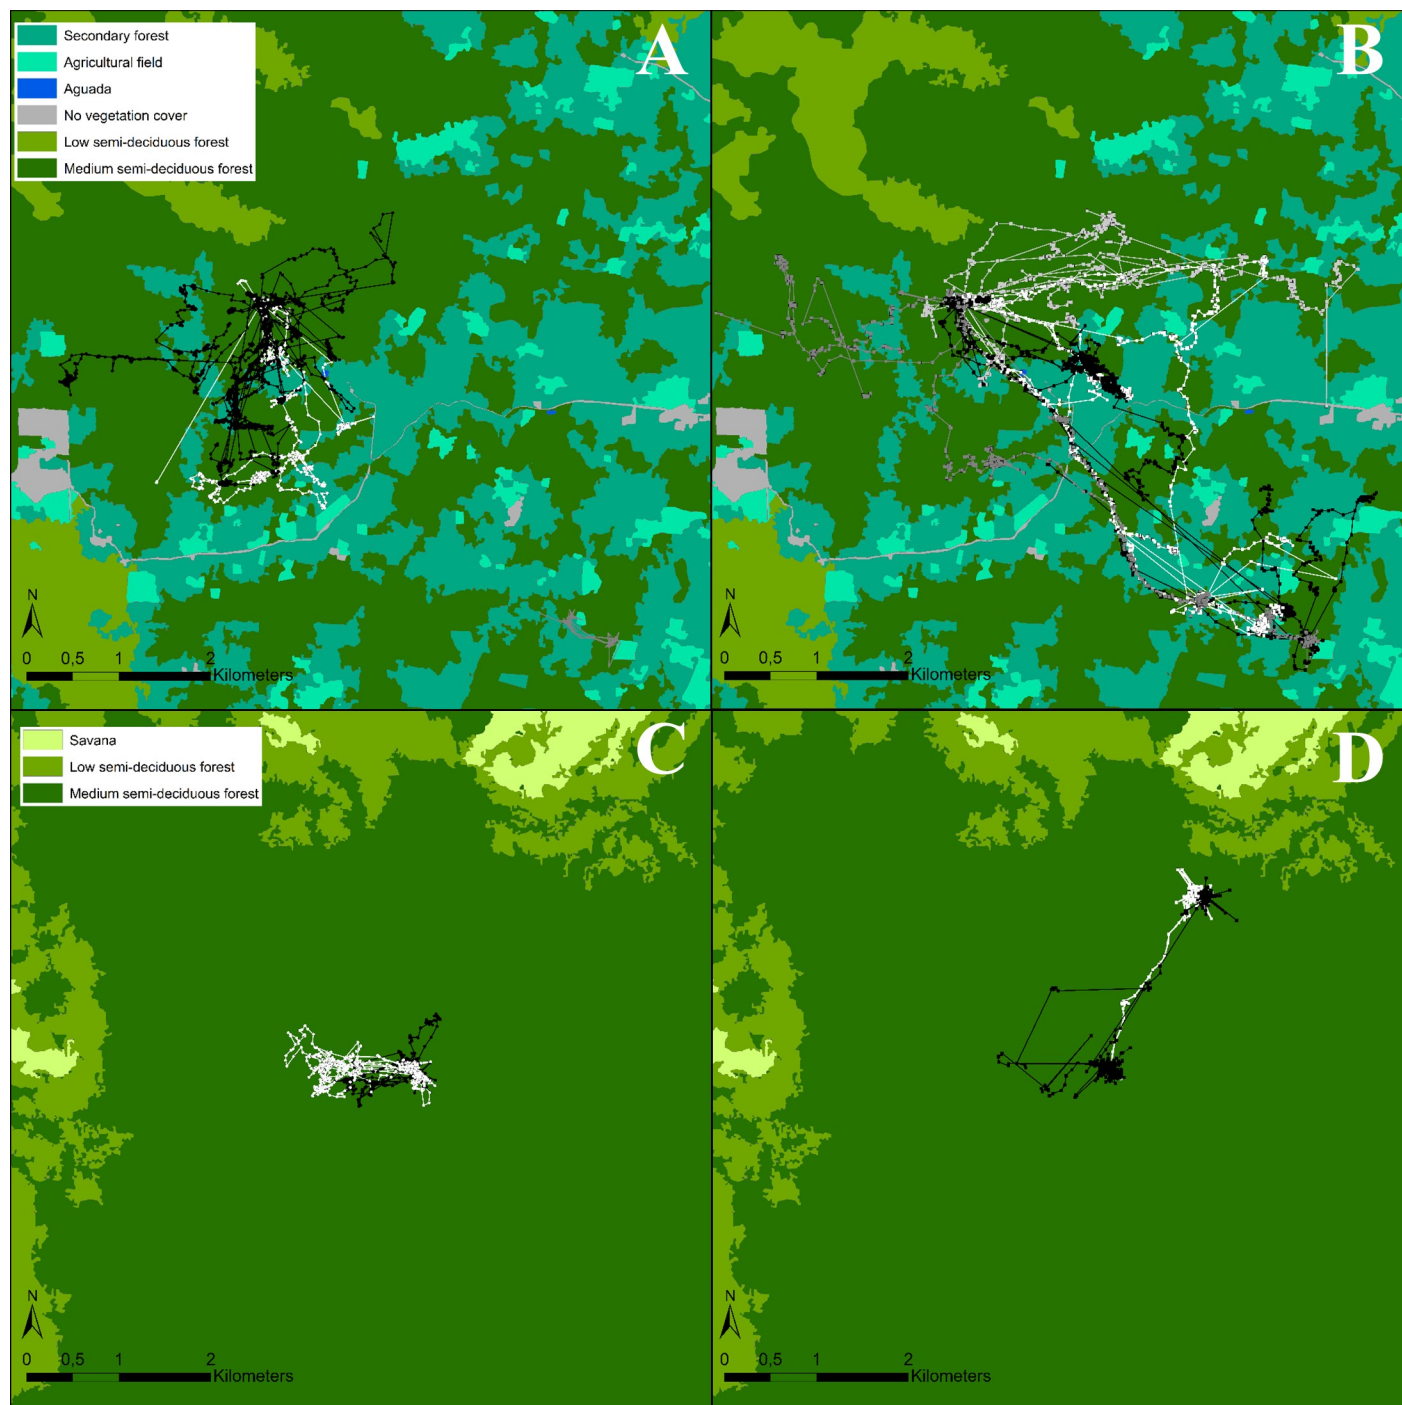 A
Secondary forest
Agricultural field
Aguada
No vegetation cover
Low semi-deciduous forest
Medium semi-deciduous forest
N
0 0,5 1 2
Kilometers
B
N
0 0,5 1 2
Kilometers
C
Savana
Low semi-deciduous forest
Medium semi-deciduous forest
N
0 0,5 1 2
Kilometers
D
N
0 0,5 1 2
Kilometers